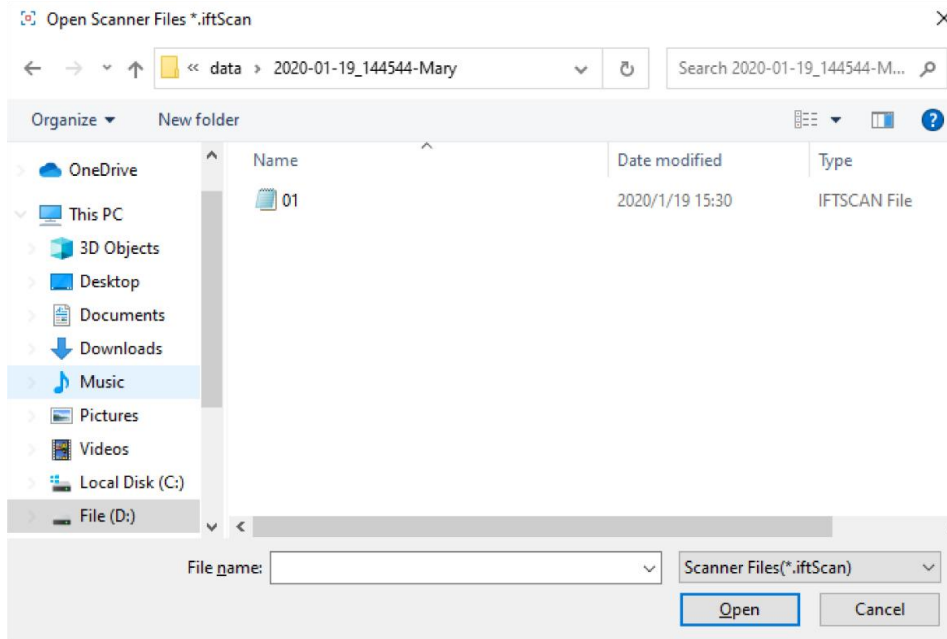 Open Scanner Files *.iftScan
« data › 2020-01-19_144544-Mary
Search 2020-01-19_144544-M...
Organize
New folder
?
Name
Date modified
Type
01
2020/1/19 15:30
IFTSCAN File
OneDrive
This PC
3D Objects
Desktop
Documents
Downloads
Music
Pictures
Videos
Local Disk (C:)
File (D:)
File name:
Scanner Files(*.iftScan)
Open
Cancel